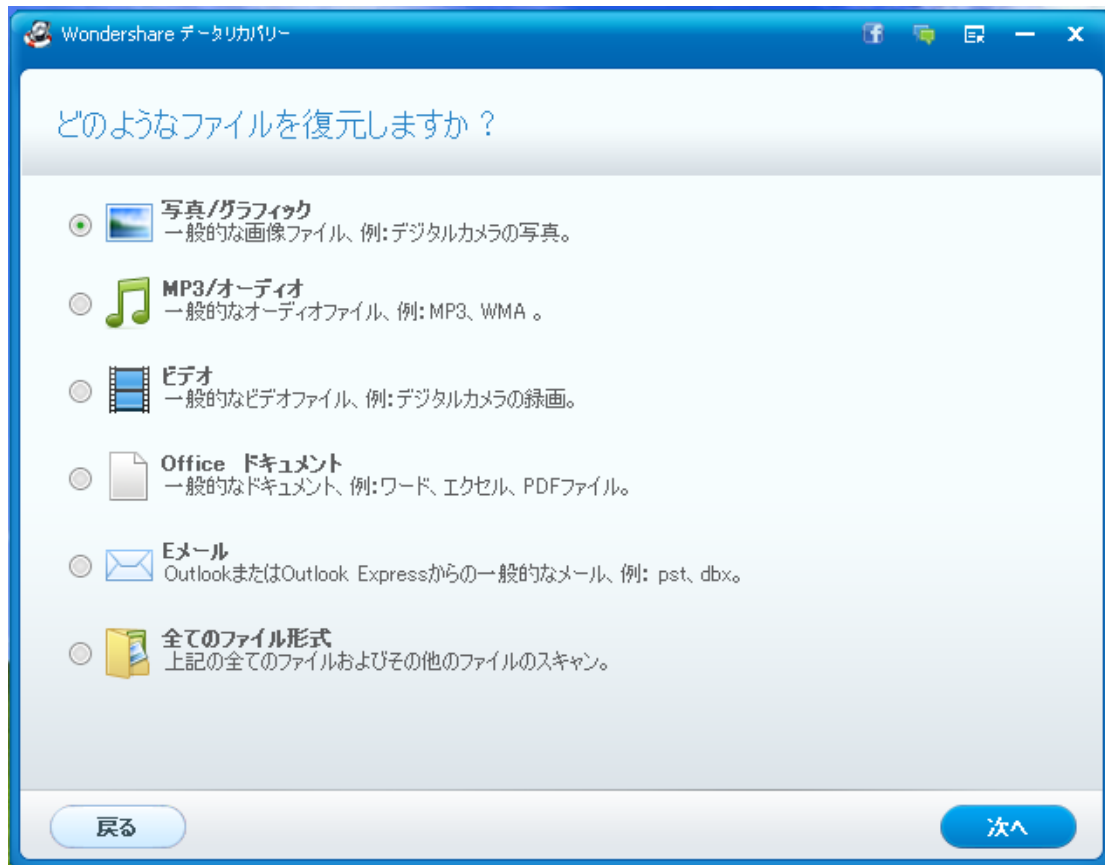 Wondershare データリカバリー
どのようなファイルを復元しますか？
写真/グラフィック
一般的な画像ファイル、例:デジタルカメラの写真。
MP3/オーディオ
一般的なオーディオファイル、例:MP3、WMA 。
ビデオ
一般的なビデオファイル、例:デジタルカメラの録画。
Office　ドキュメント
一般的なドキュメント、例:ワード、エクセル、PDFファイル。
Eメール
OutlookまたはOutlook Expressからの一般的なメール、例: pst、dbx。
全てのファイル形式
上記の全てのファイルおよびその他のファイルのスキャン。
戻る
次へ